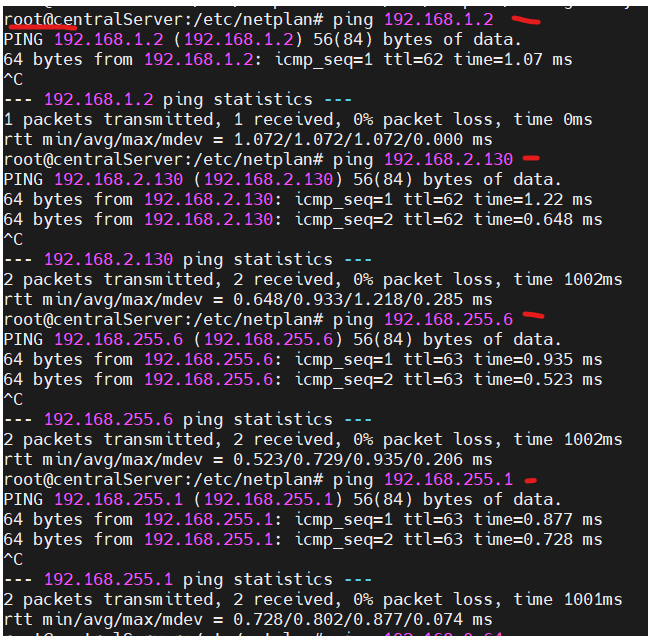 root@centralServer:/etc/netplan# ping 192.168.1.2
PING 192.168.1.2 (192.168.1.2) 56(84) bytes of data.
64 bytes from 192.168.1.2: icmp_seq=1 ttl=62 time=1.07 ms
^C
--- 192.168.1.2 ping statistics ---
1 packets transmitted, 1 received, 0% packet loss, time 0ms
rtt min/avg/max/mdev = 1.072/1.072/1.072/0.000 ms
root@centralServer:/etc/netplan# ping 192.168.2.130
PING 192.168.2.130 (192.168.2.130) 56(84) bytes of data.
64 bytes from 192.168.2.130: icmp_seq=1 ttl=62 time=1.22 ms
64 bytes from 192.168.2.130: icmp_seq=2 ttl=62 time=0.648 ms
^C
--- 192.168.2.130 ping statistics ---
2 packets transmitted, 2 received, 0% packet loss, time 1002ms
rtt min/avg/max/mdev = 0.648/0.933/1.218/0.285 ms
root@centralServer:/etc/netplan# ping 192.168.255.6
PING 192.168.255.6 (192.168.255.6) 56(84) bytes of data.
64 bytes from 192.168.255.6: icmp_seq=1 ttl=63 time=0.935 ms
64 bytes from 192.168.255.6: icmp_seq=2 ttl=63 time=0.523 ms
^C
--- 192.168.255.6 ping statistics ---
2 packets transmitted, 2 received, 0% packet loss, time 1002ms
rtt min/avg/max/mdev = 0.523/0.729/0.935/0.206 ms
root@centralServer:/etc/netplan# ping 192.168.255.1
PING 192.168.255.1 (192.168.255.1) 56(84) bytes of data.
64 bytes from 192.168.255.1: icmp_seq=1 ttl=63 time=0.877 ms
64 bytes from 192.168.255.1: icmp_seq=2 ttl=63 time=0.728 ms
^C
--- 192.168.255.1 ping statistics ---
2 packets transmitted, 2 received, 0% packet loss, time 1001ms
rtt min/avg/max/mdev = 0.728/0.802/0.877/0.074 ms